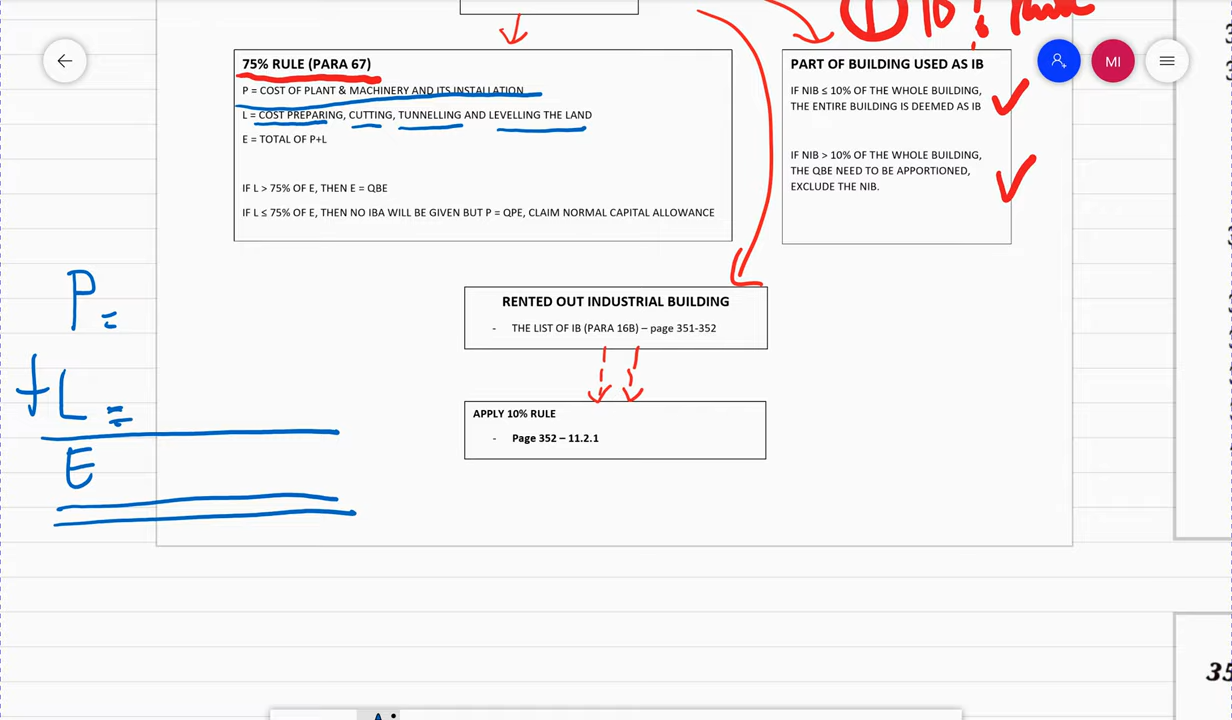 1 IB
75% RULE (PARA 67)
P = COST OF PLANT & MACHINERY AND ITS INSTALLATION
L = COST PREPARING, CUTTING, TUNNELLING AND LEVELLING THE LAND
E = TOTAL OF P+L
IF L > 75% OF E, THEN E = QBE
IF L ≤ 75% OF E, THEN NO IBA WILL BE GIVEN BUT P = QPE, CLAIM NORMAL CAPITAL ALLOWANCE
PART OF BUILDING USED AS IB
IF NIB ≤ 10% OF THE WHOLE BUILDING,
THE ENTIRE BUILDING IS DEEMED AS IB
IF NIB > 10% OF THE WHOLE BUILDING,
THE QBE NEED TO BE APPORTIONED,
EXCLUDE THE NIB.
MI
P =
+ L =
E
RENTED OUT INDUSTRIAL BUILDING
- THE LIST OF IB (PARA 16B) – page 351-352
APPLY 10% RULE
- Page 352 – 11.2.1
35